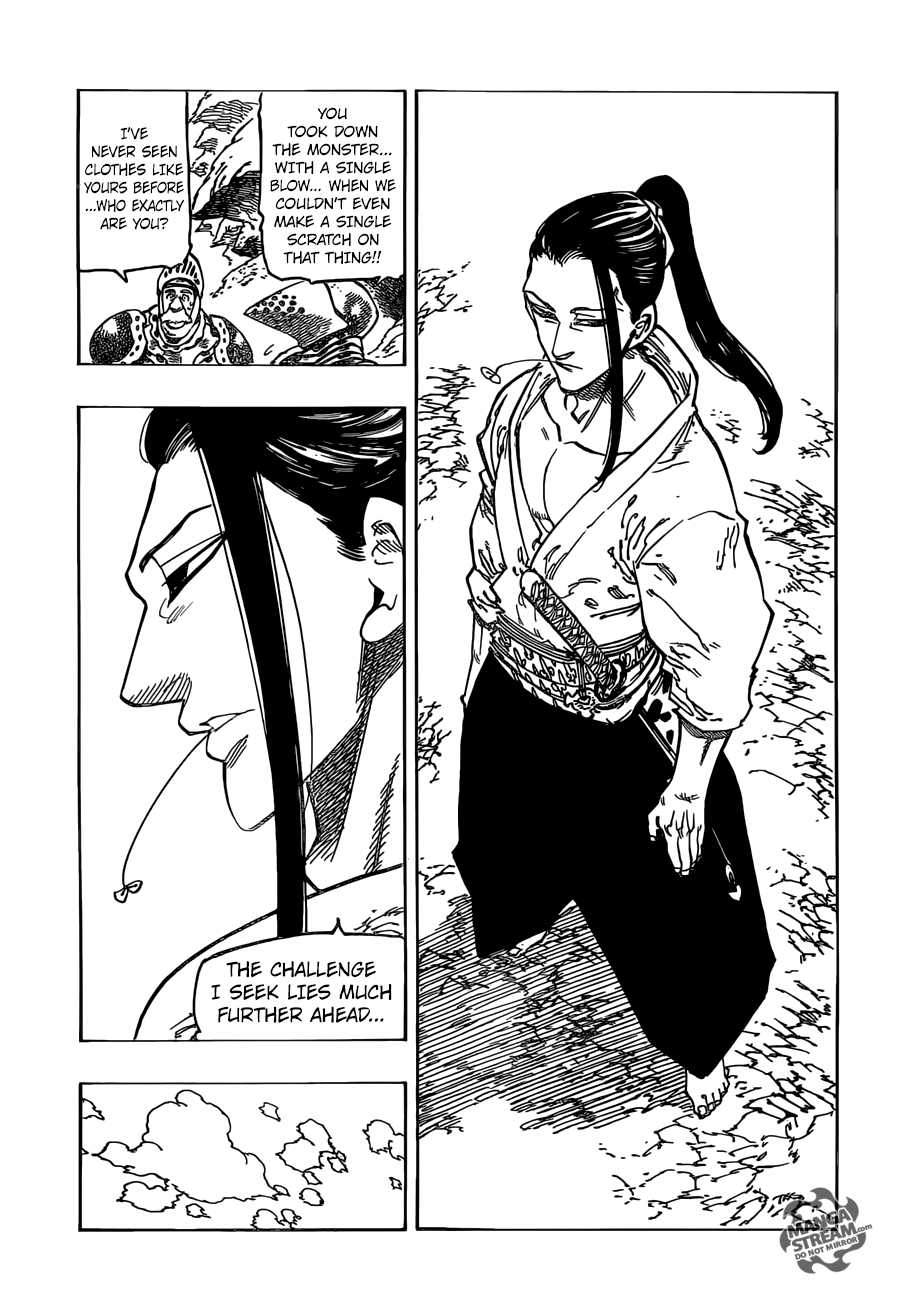 YOU
TOOK DOWN
THE MONSTER...
WITH A SINGLE
BLOW... WHEN WE
COULDN'T EVEN
MAKE A SINGLE
SCRATCH ON
THAT THING!!
I'VE
NEVER SEEN
CLOTHES LIKE
YOURS BEFORE
...WHO EXACTLY
ARE YOU?
THE CHALLENGE
I SEEK LIES MUCH
FURTHER AHEAD...
MANGA
STREAM.com
DO NOT MIRROR